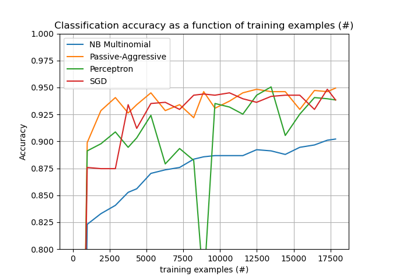 Classification accuracy as a function of training examples (#)
1.000
0.975
0.950
0.925
0.900
0.875
0.850
0.825
0.800
Accuracy
NB Multinomial
Passive-Aggressive
Perceptron
SGD
0 2500 5000 7500 10000 12500 15000 17500
training examples (#)